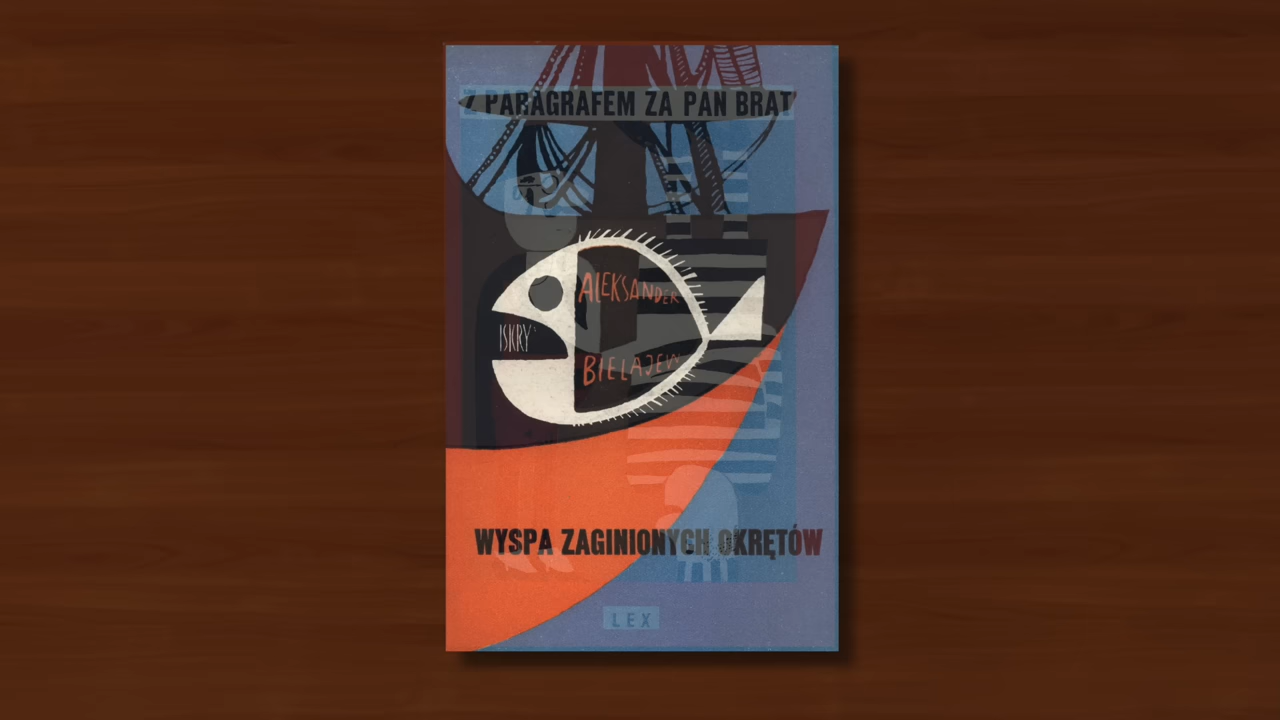 Z PARAGRAFEM ZA PAN BRAT
ALEKSANDER
ISKRY
BIELAJEW
WYSPA ZAGINIONYCH OKRĘTÓW
LEX